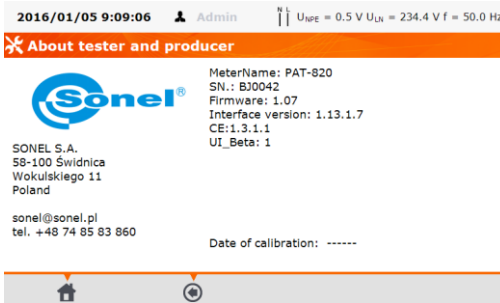 2016/01/05 9:09:06 Admin N L UNPE = 0.5 V ULN = 234.4 V f = 50.0 Hz
About tester and producer
Sonel®
MeterName: PAT-820
SN.: BJ0042
Firmware: 1.07
Interface version: 1.13.1.7
CE:1.3.1.1
UI_Beta: 1
SONEL S.A.
58-100 Świdnica
Wokulskiego 11
Poland
sonel@sonel.pl
tel. +48 74 85 83 860
Date of calibration: ------